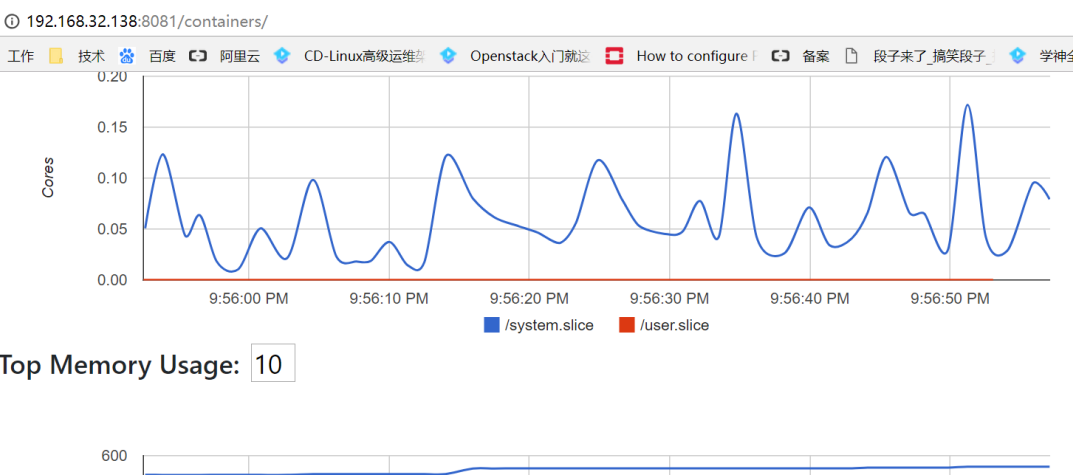 192.168.32.138:8081/containers/
工作 技术 百度 阿里云 CD-Linux高级运维架 Openstack入门就这 How to configure 备案 段子来了_搞笑段子_ 学神全
0.20
0.15
0.10
0.05
0.00
Cores
9:56:00 PM 9:56:10 PM 9:56:20 PM 9:56:30 PM 9:56:40 PM 9:56:50 PM
/system.slice /user.slice
Top Memory Usage: 10
600